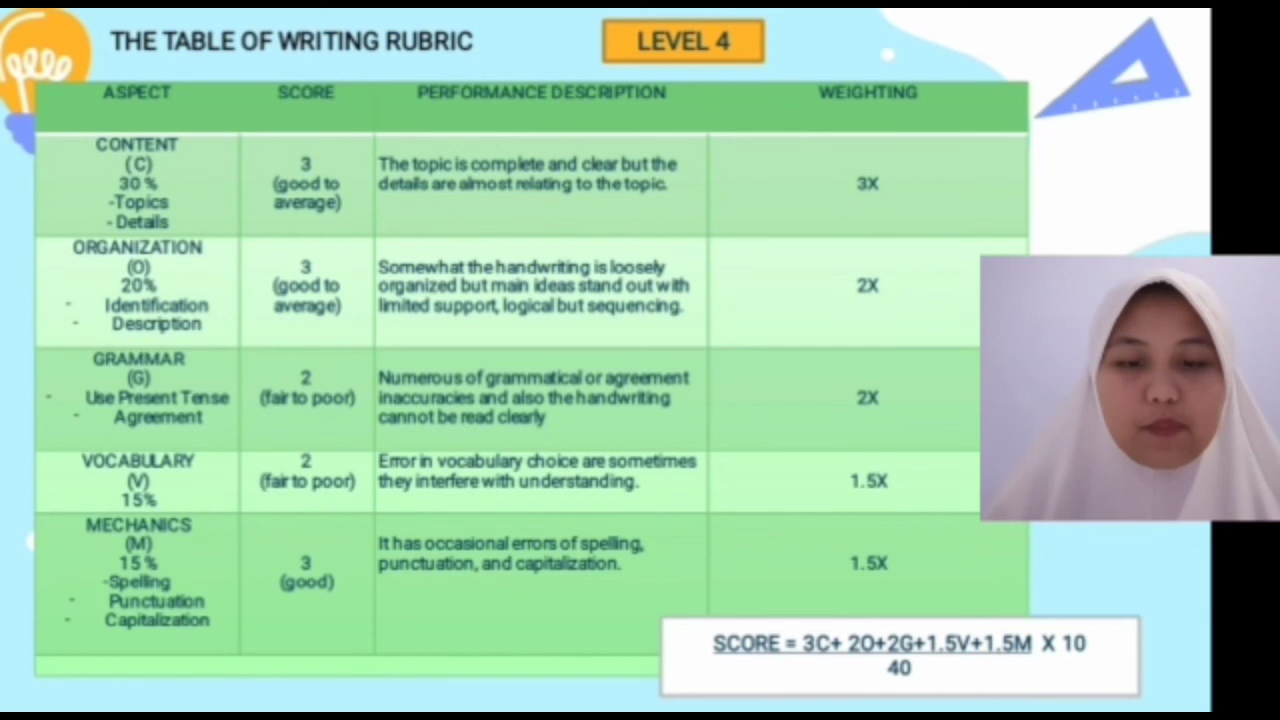 THE TABLE OF WRITING RUBRIC
LEVEL 4
ASPECT SCORE PERFORMANCE DESCRIPTION WEIGHTING
CONTENT
(C)
30 %
-Topics
- Details
3
(good to
average)
The topic is complete and clear but the
details are almost relating to the topic.
3X
ORGANIZATION
(O)
20%
- Identification
- Description
3
(good to
average)
Somewhat the handwriting is loosely
organized but main ideas stand out with
limited support, logical but sequencing.
2X
GRAMMAR
(G)
- Use Present Tense
- Agreement
2
(fair to poor)
Numerous of grammatical or agreement
inaccuracies and also the handwriting
cannot be read clearly
2X
VOCABULARY
(V)
15%
2
(fair to poor)
Error in vocabulary choice are sometimes
they interfere with understanding.
1.5X
MECHANICS
(M)
15 %
-Spelling
- Punctuation
- Capitalization
3
(good)
It has occasional errors of spelling,
punctuation, and capitalization.
1.5X
SCORE = 3C+ 2O+2G+1.5V+1.5M X 10
40